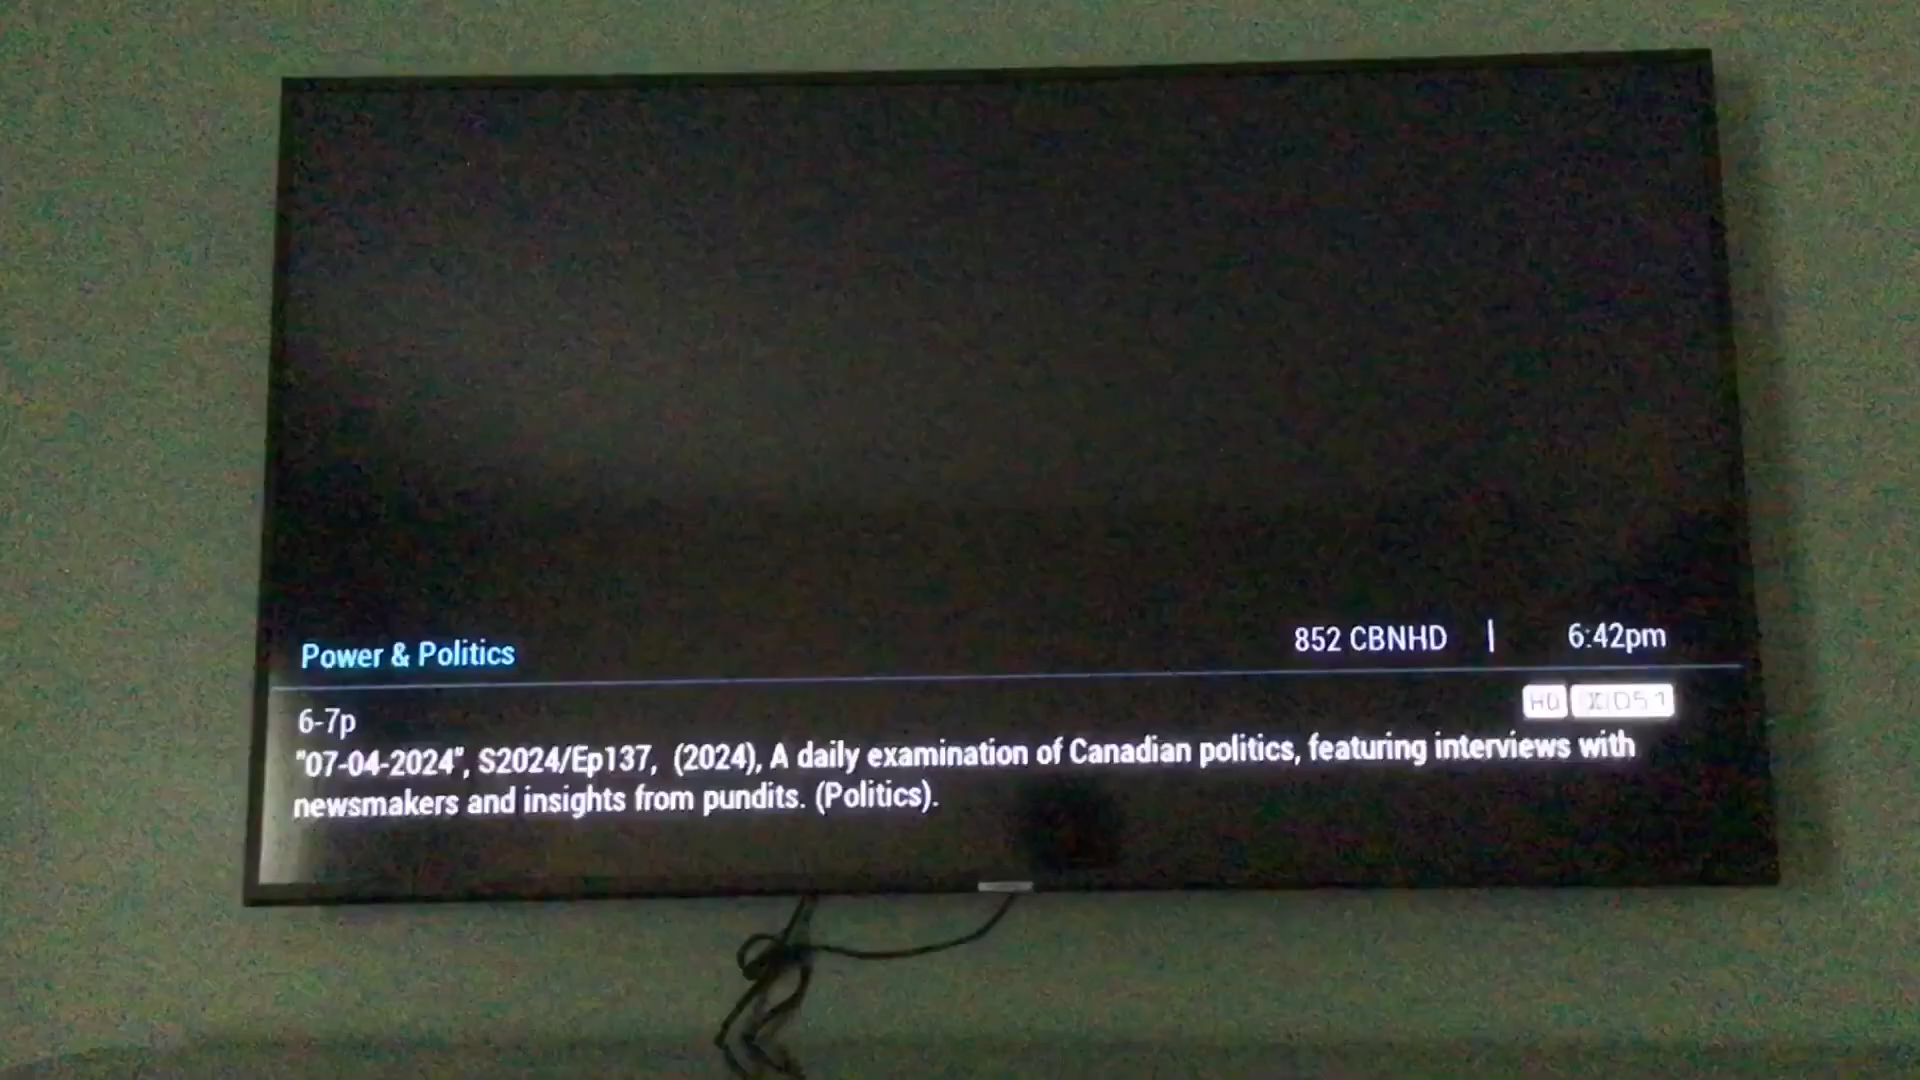 Power & Politics
852 CBNHD | 6:42pm
6-7p
HD
"07-04-2024", S2024/Ep137, (2024), A daily examination of Canadian politics, featuring interviews with
newsmakers and insights from pundits. (Politics).